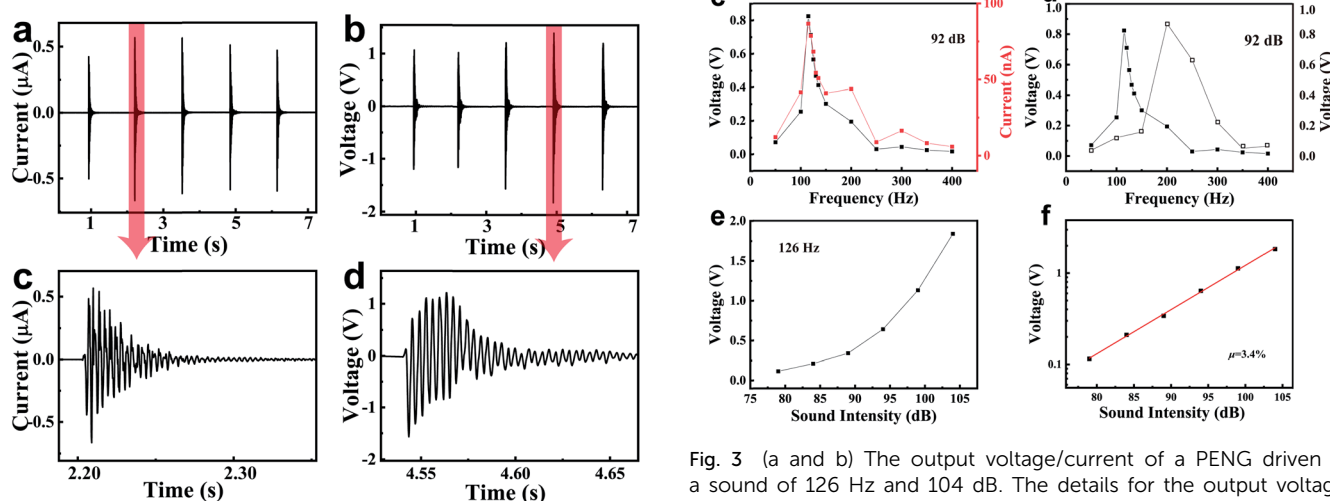 a
Current (μA)
0.5
0.0
-0.5
1 3 5 7
Time (s)
b
Voltage (V)
2
1
0
-1
-2
1 3 5 7
Time (s)
c
Current (μA)
0.5
0.0
-0.5
2.20 2.30
Time (s)
d
Voltage (V)
2
1
0
-1
-2
4.55 4.60 4.65
Time (s)
Voltage (V)
0.8
0.6
0.4
0.2
0.0
92 dB
100
50
0
Current (nA)
0 100 200 300 400
Frequency (Hz)
Voltage (V)
1.0
0.8
0.6
0.4
0.2
0.0
92 dB
1.0
0.8
0.6
0.4
0.2
0.0
Voltage (V)
0 100 200 300 400
Frequency (Hz)
e
Voltage (V)
2.0
1.5
1.0
0.5
0.0
126 Hz
75 80 85 90 95 100 105
Sound Intensity (dB)
f
Voltage (V)
1
0.1
μ=3.4%
80 85 90 95 100 105
Sound Intensity (dB)
Fig. 3 (a and b) The output voltage/current of a PENG driven
a sound of 126 Hz and 104 dB. The details for the output voltac